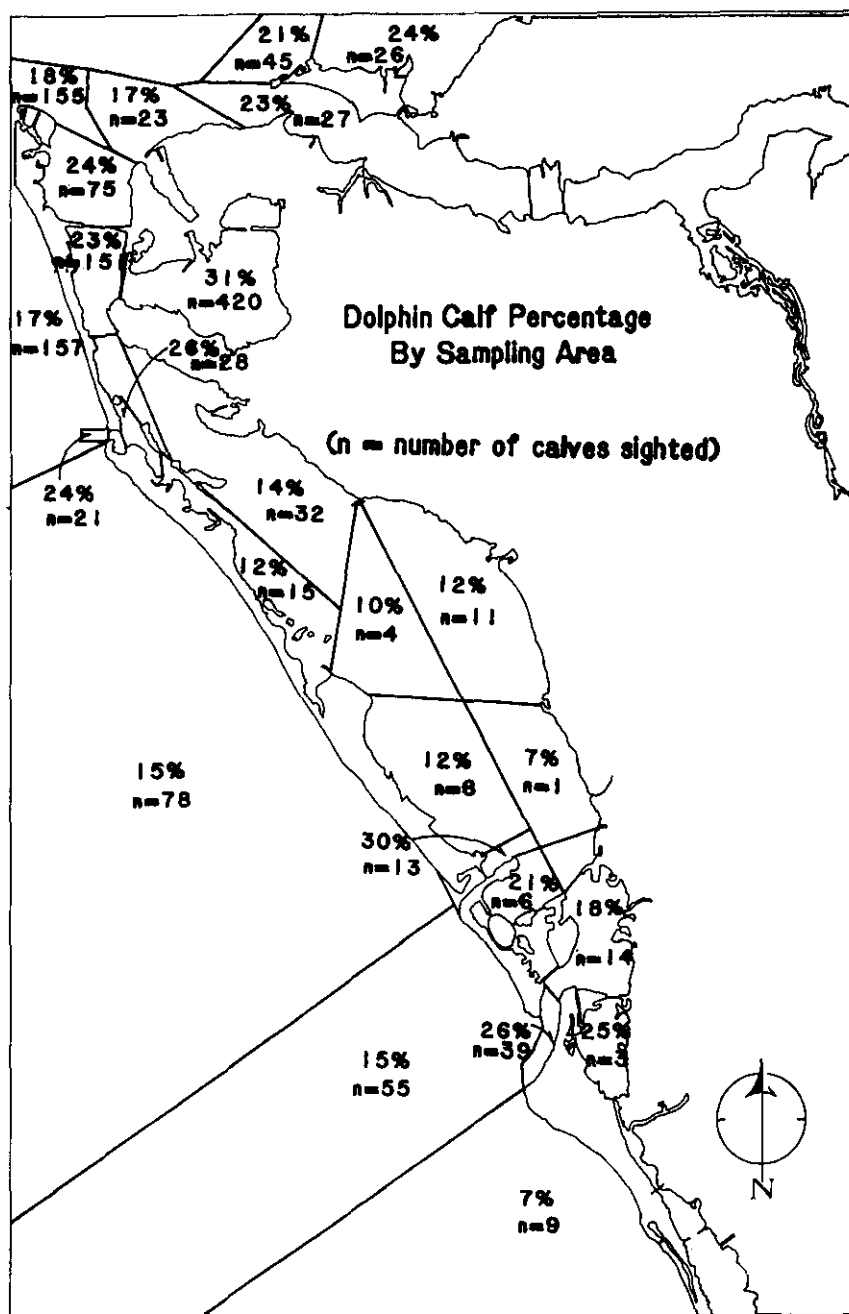 21%
n=45
24%
n=26
18%
n=155
17%
n=23
23%
n=27
24%
n=75
23%
n=151
31%
n=420
Dolphin Calf Percentage
By Sampling Area
17%
n=157
26%
n=28
(n = number of calves sighted)
24%
n=21
14%
n=32
12%
n=15
10%
n=4
12%
n=11
15%
n=78
12%
n=8
7%
n=1
30%
n=13
21%
n=6
18%
n=14
26%
n=39
25%
15%
n=55
7%
n=9
N